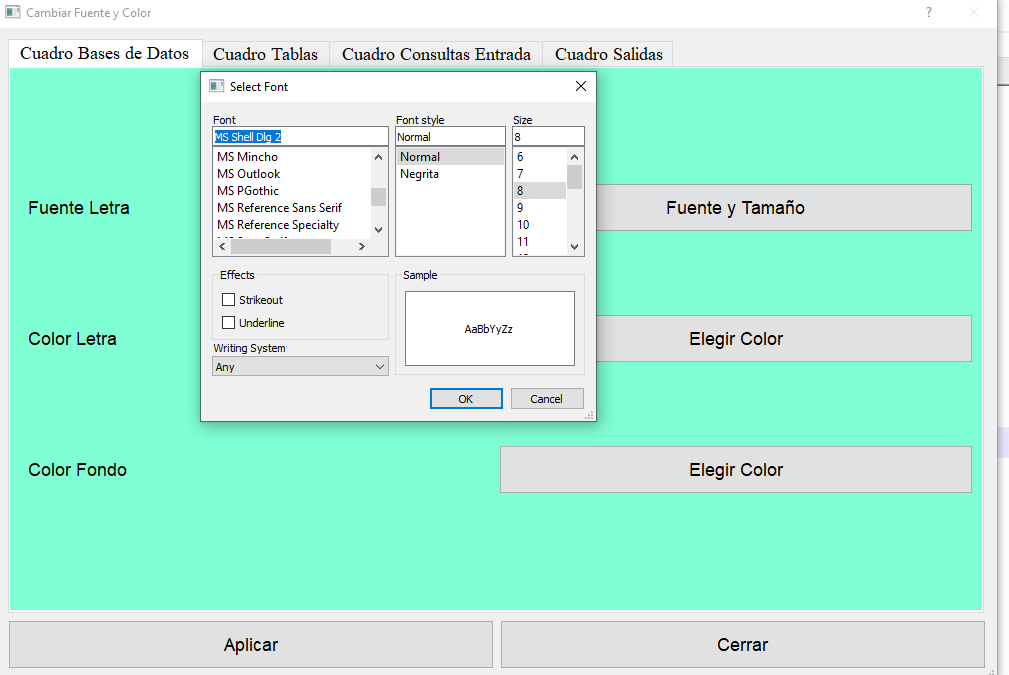 Cambiar Fuente y Color
?
Cuadro Bases de Datos
Cuadro Tablas
Cuadro Consultas Entrada
Cuadro Salidas
Select Font
Font
Font style
Size
MS Shell Dlg 2
Normal
8
MS Mincho
MS Outlook
MS PGothic
MS Reference Sans Serif
MS Reference Specialty
Normal
Negrita
6
7
8
9
10
11
Effects
Strikeout
Underline
Writing System
Any
Sample
AaBbYyZz
OK
Cancel
Fuente Letra
Fuente y Tamaño
Color Letra
Elegir Color
Color Fondo
Elegir Color
Aplicar
Cerrar